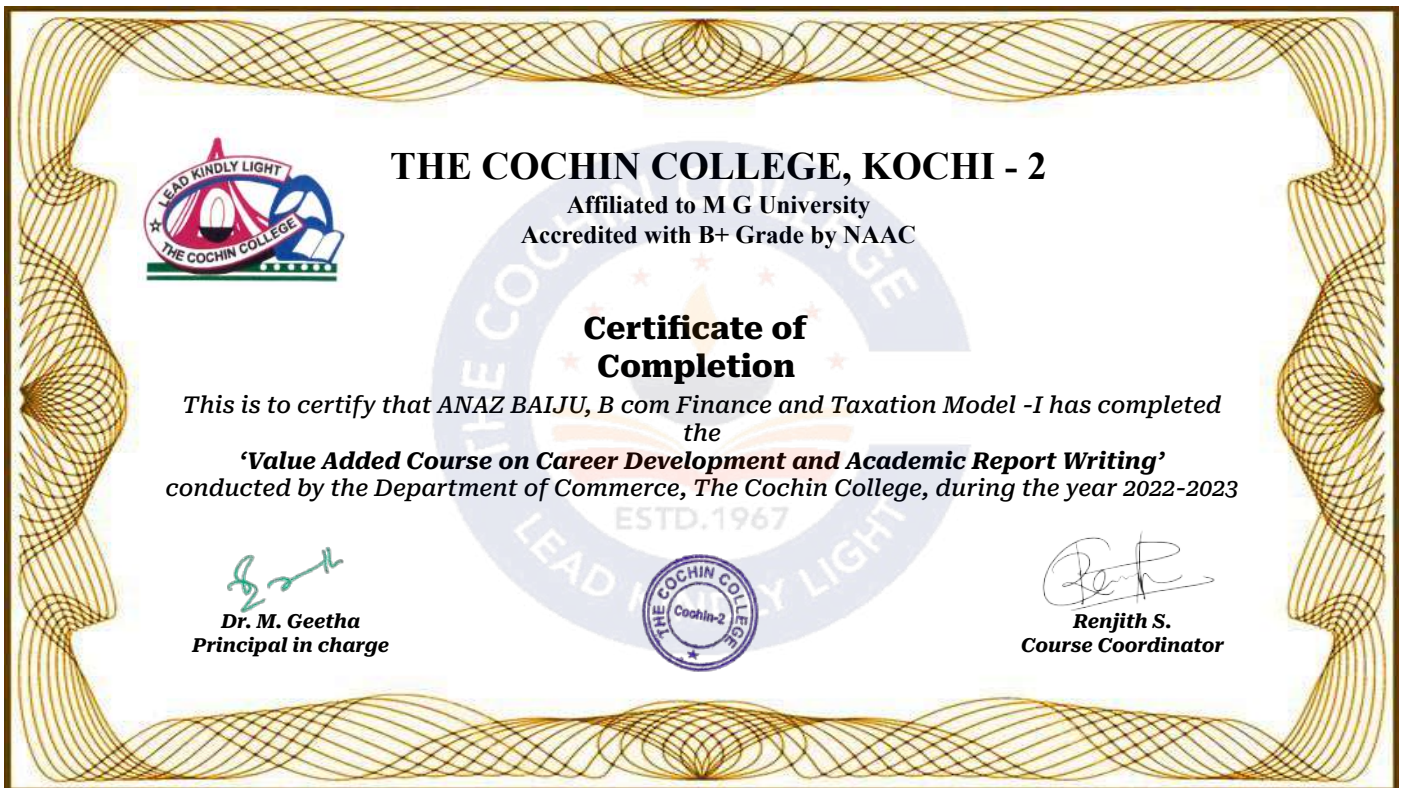 LEAD KINDLY LIGHT
THE COCHIN COLLEGE
THE COCHIN COLLEGE, KOCHI - 2
Affiliated to M G University
Accredited with B+ Grade by NAAC
THE COCHIN COLLEGE
ESTD.1967
LEAD KINDLY LIGHT
Certificate of
Completion
This is to certify that ANAZ BAIJU, B com Finance and Taxation Model -I has completed
the
‘Value Added Course on Career Development and Academic Report Writing’
conducted by the Department of Commerce, The Cochin College, during the year 2022-2023
Dr. M. Geetha
Principal in charge
THE COCHIN COLLEGE
Cochin-2
Renjith S.
Course Coordinator